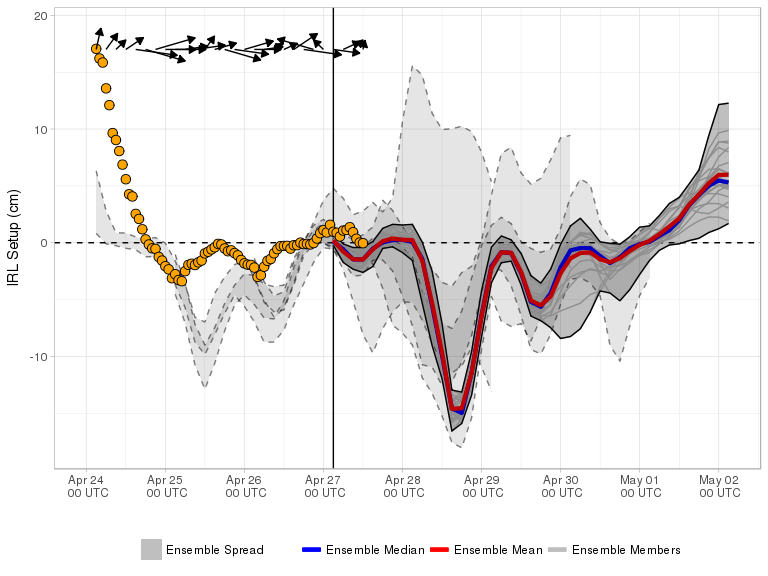 20
10
0
-10
IRL Setup (cm)
Apr 24
00 UTC
Apr 25
00 UTC
Apr 26
00 UTC
Apr 27
00 UTC
Apr 28
00 UTC
Apr 29
00 UTC
Apr 30
00 UTC
May 01
00 UTC
May 02
00 UTC
Ensemble Spread
Ensemble Median
Ensemble Mean
Ensemble Members